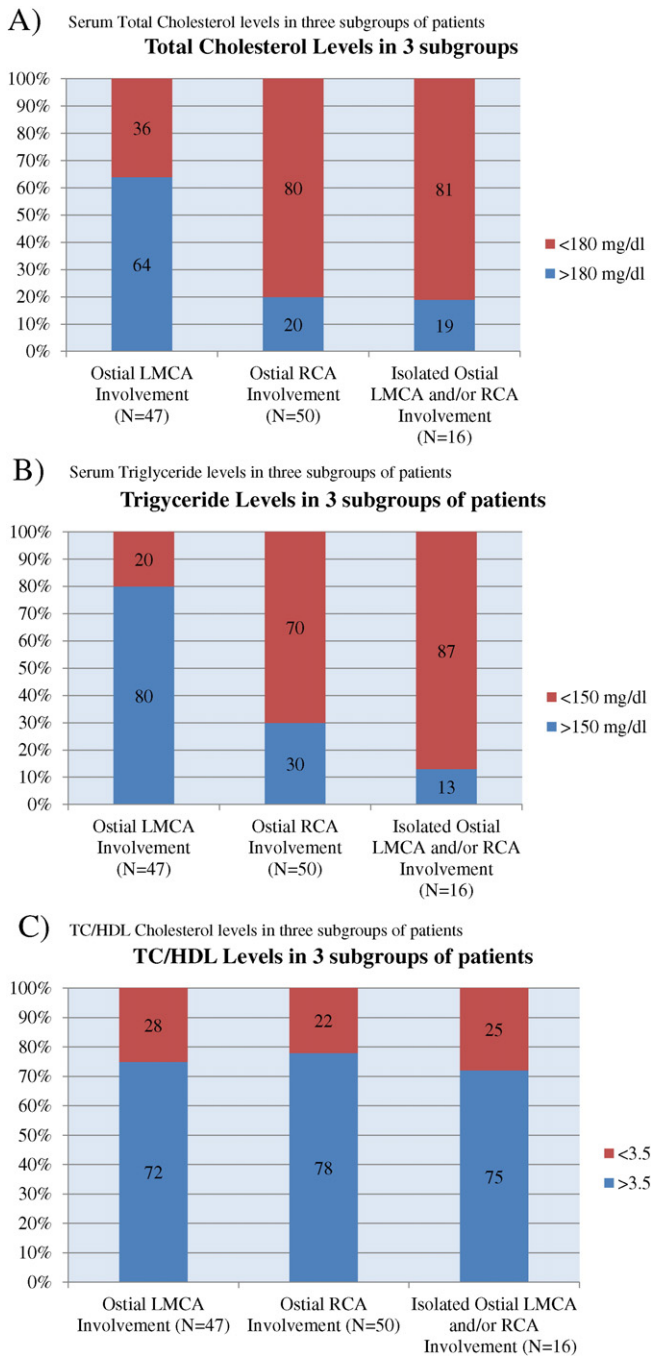 A) Serum Total Cholesterol levels in three subgroups of patients
Total Cholesterol Levels in 3 subgroups
100%
90%
80%
70%
60%
50%
40%
30%
20%
10%
0%
36
80
81
64
20
19
<180 mg/dl
>180 mg/dl
Ostial LMCA
Involvement
(N=47)
Ostial RCA
Involvement
(N=50)
Isolated Ostial
LMCA and/or RCA
Involvement
(N=16)
B) Serum Triglyceride levels in three subgroups of patients
Trigyceride Levels in 3 subgroups of patients
100%
90%
80%
70%
60%
50%
40%
30%
20%
10%
0%
20
70
87
80
30
13
<150 mg/dl
>150 mg/dl
Ostial LMCA
Involvement
(N=47)
Ostial RCA
Involvement
(N=50)
Isolated Ostial
LMCA and/or RCA
Involvement
(N=16)
C) TC/HDL Cholesterol levels in three subgroups of patients
TC/HDL Levels in 3 subgroups of patients
100%
90%
80%
70%
60%
50%
40%
30%
20%
10%
0%
28
22
25
72
78
75
<3.5
>3.5
Ostial LMCA
Involvement (N=47)
Ostial RCA
Involvement (N=50)
Isolated Ostial LMCA
and/or RCA
Involvement (N=16)